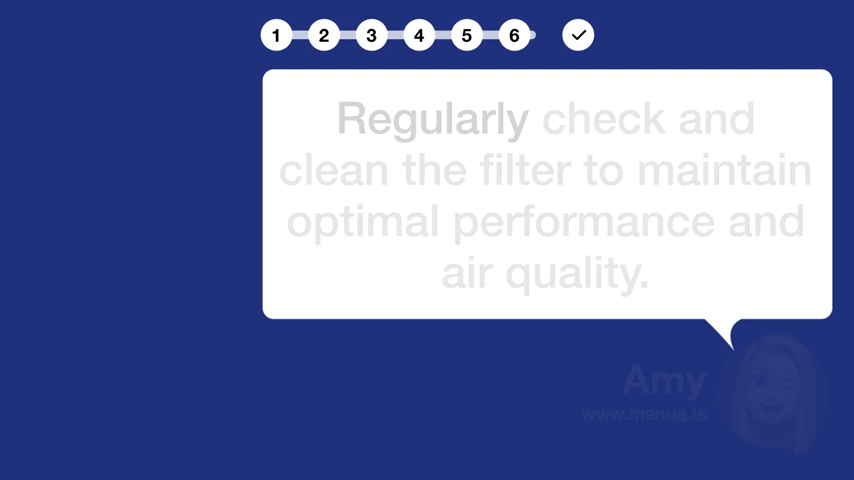 1 2 3 4 5 6
Regularly check and
clean the filter to maintain
optimal performance and
air quality.
Amy
www.manua.ls